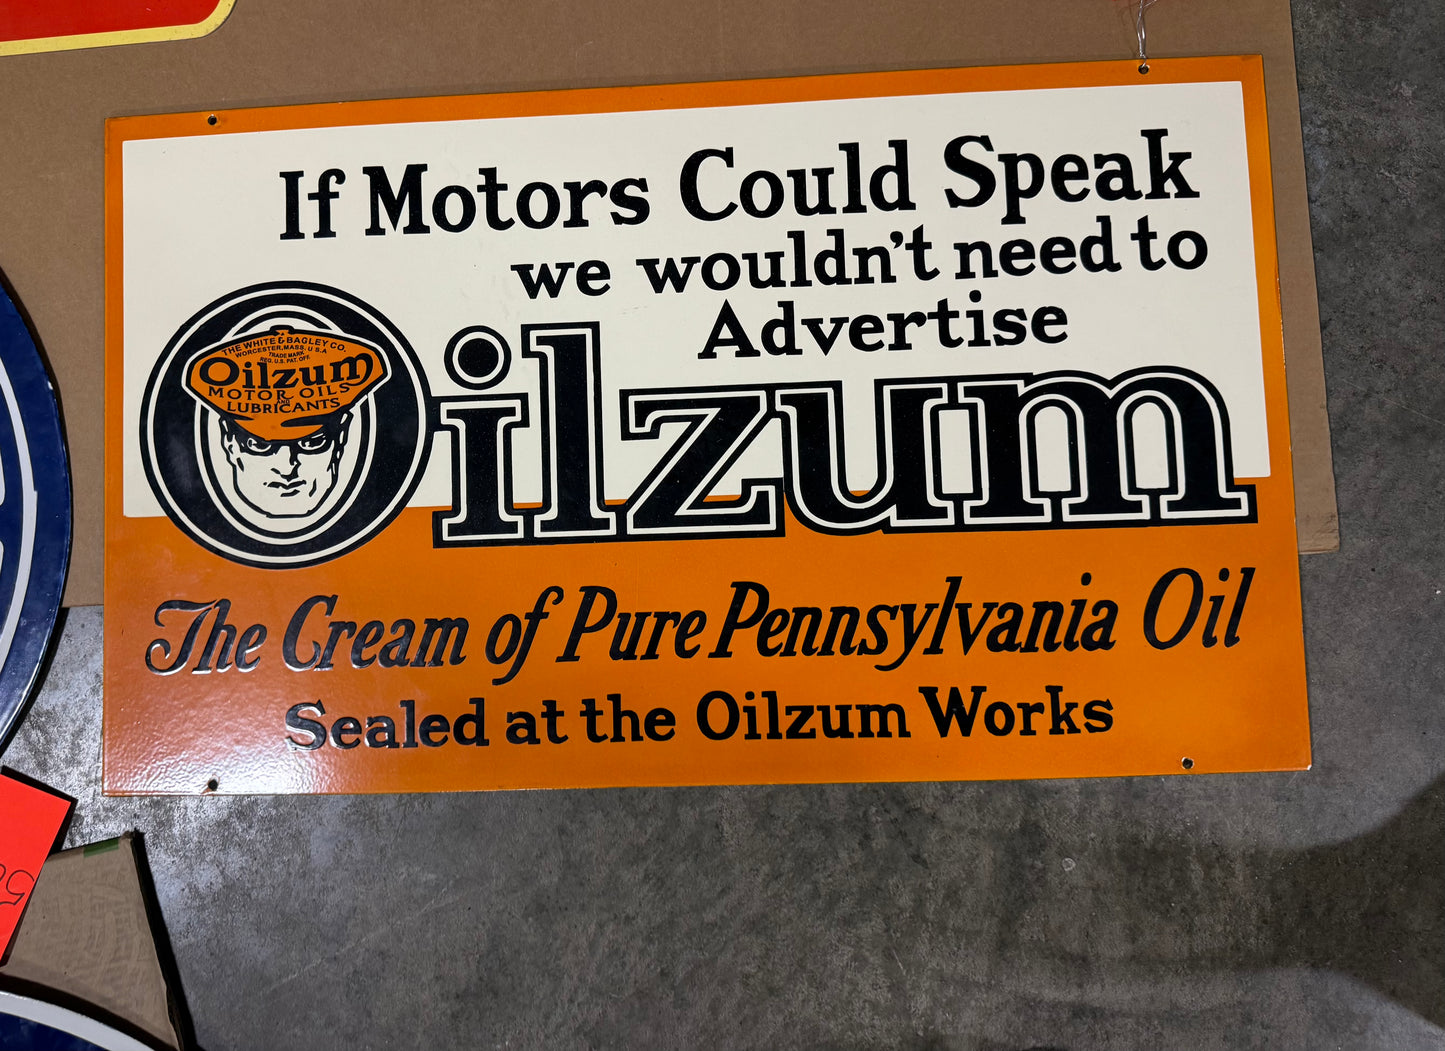 If Motors Could Speak
we wouldn't need to
Advertise
THE WHITE & BAGLEY CO.
WORCESTER, MASS. U.S.A
TRADE MARK
REG. U.S. PAT. OFF.
Oilzum
MOTOR OILS
AND
LUBRICANTS
Oilzum
The Cream of Pure Pennsylvania Oil
Sealed at the Oilzum Works